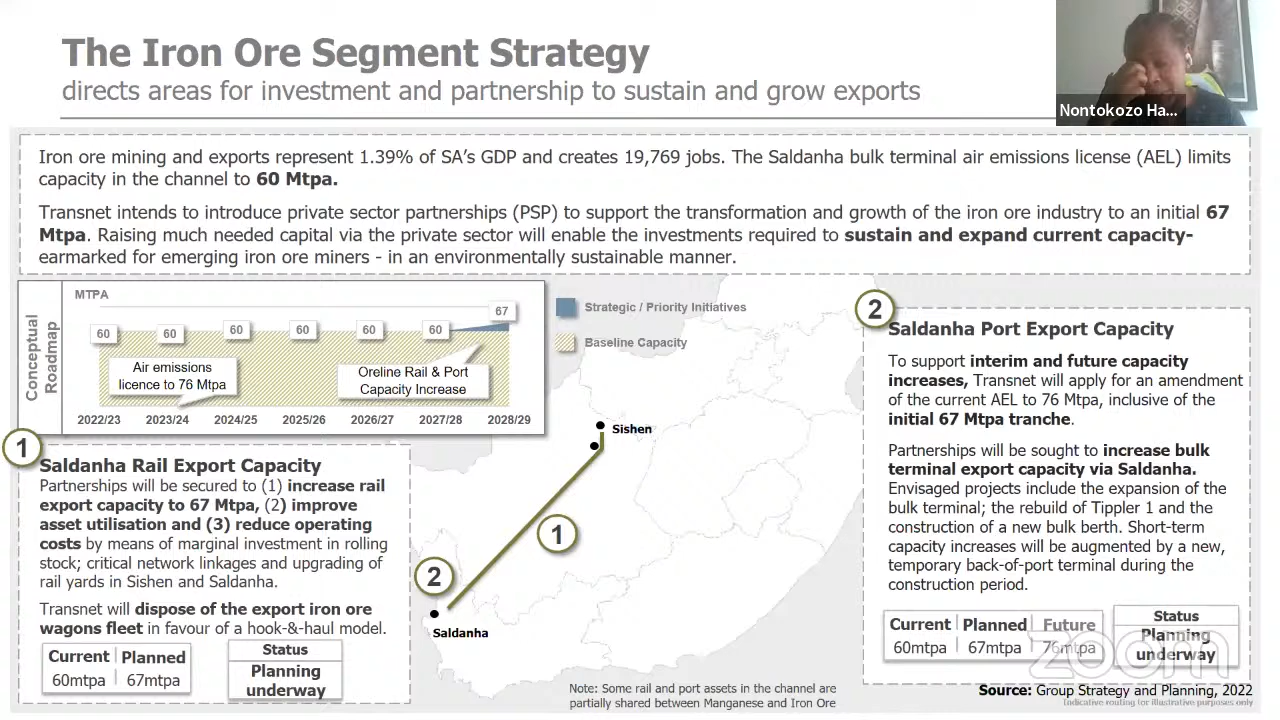 The Iron Ore Segment Strategy
directs areas for investment and partnership to sustain and grow exports
Nontokozo Ha...
Iron ore mining and exports represent 1.39% of SA's GDP and creates 19,769 jobs. The Saldanha bulk terminal air emissions license (AEL) limits
capacity in the channel to 60 Mtpa.
Transnet intends to introduce private sector partnerships (PSP) to support the transformation and growth of the iron ore industry to an initial 67
Mtpa. Raising much needed capital via the private sector will enable the investments required to sustain and expand current capacity-
earmarked for emerging iron ore miners - in an environmentally sustainable manner.
Conceptual
Roadmap
MTPA
60
60
60
60
60
60
67
Air emissions
licence to 76 Mtpa
Oreline Rail & Port
Capacity Increase
2022/23
2023/24
2024/25
2025/26
2026/27
2027/28
2028/29
Strategic / Priority Initiatives
Baseline Capacity
1
Saldanha Rail Export Capacity
Partnerships will be secured to (1) increase rail
export capacity to 67 Mtpa, (2) improve
asset utilisation and (3) reduce operating
costs by means of marginal investment in rolling
stock; critical network linkages and upgrading of
rail yards in Sishen and Saldanha.
Transnet will dispose of the export iron ore
wagons fleet in favour of a hook-&-haul model.
Current Planned
60mtpa 67mtpa
Status
Planning
underway
Sishen
1
2
Saldanha
Note: Some rail and port assets in the channel are
partially shared between Manganese and Iron Ore
2
Saldanha Port Export Capacity
To support interim and future capacity
increases, Transnet will apply for an amendment
of the current AEL to 76 Mtpa, inclusive of the
initial 67 Mtpa tranche.
Partnerships will be sought to increase bulk
terminal export capacity via Saldanha.
Envisaged projects include the expansion of the
bulk terminal; the rebuild of Tippler 1 and the
construction of a new bulk berth. Short-term
capacity increases will be augmented by a new,
temporary back-of-port terminal during the
construction period.
Current Planned Future
60mtpa 67mtpa 76mtpa
Status
Planning
underway
zoom
Source: Group Strategy and Planning, 2022
Indicative routing for illustrative purposes only